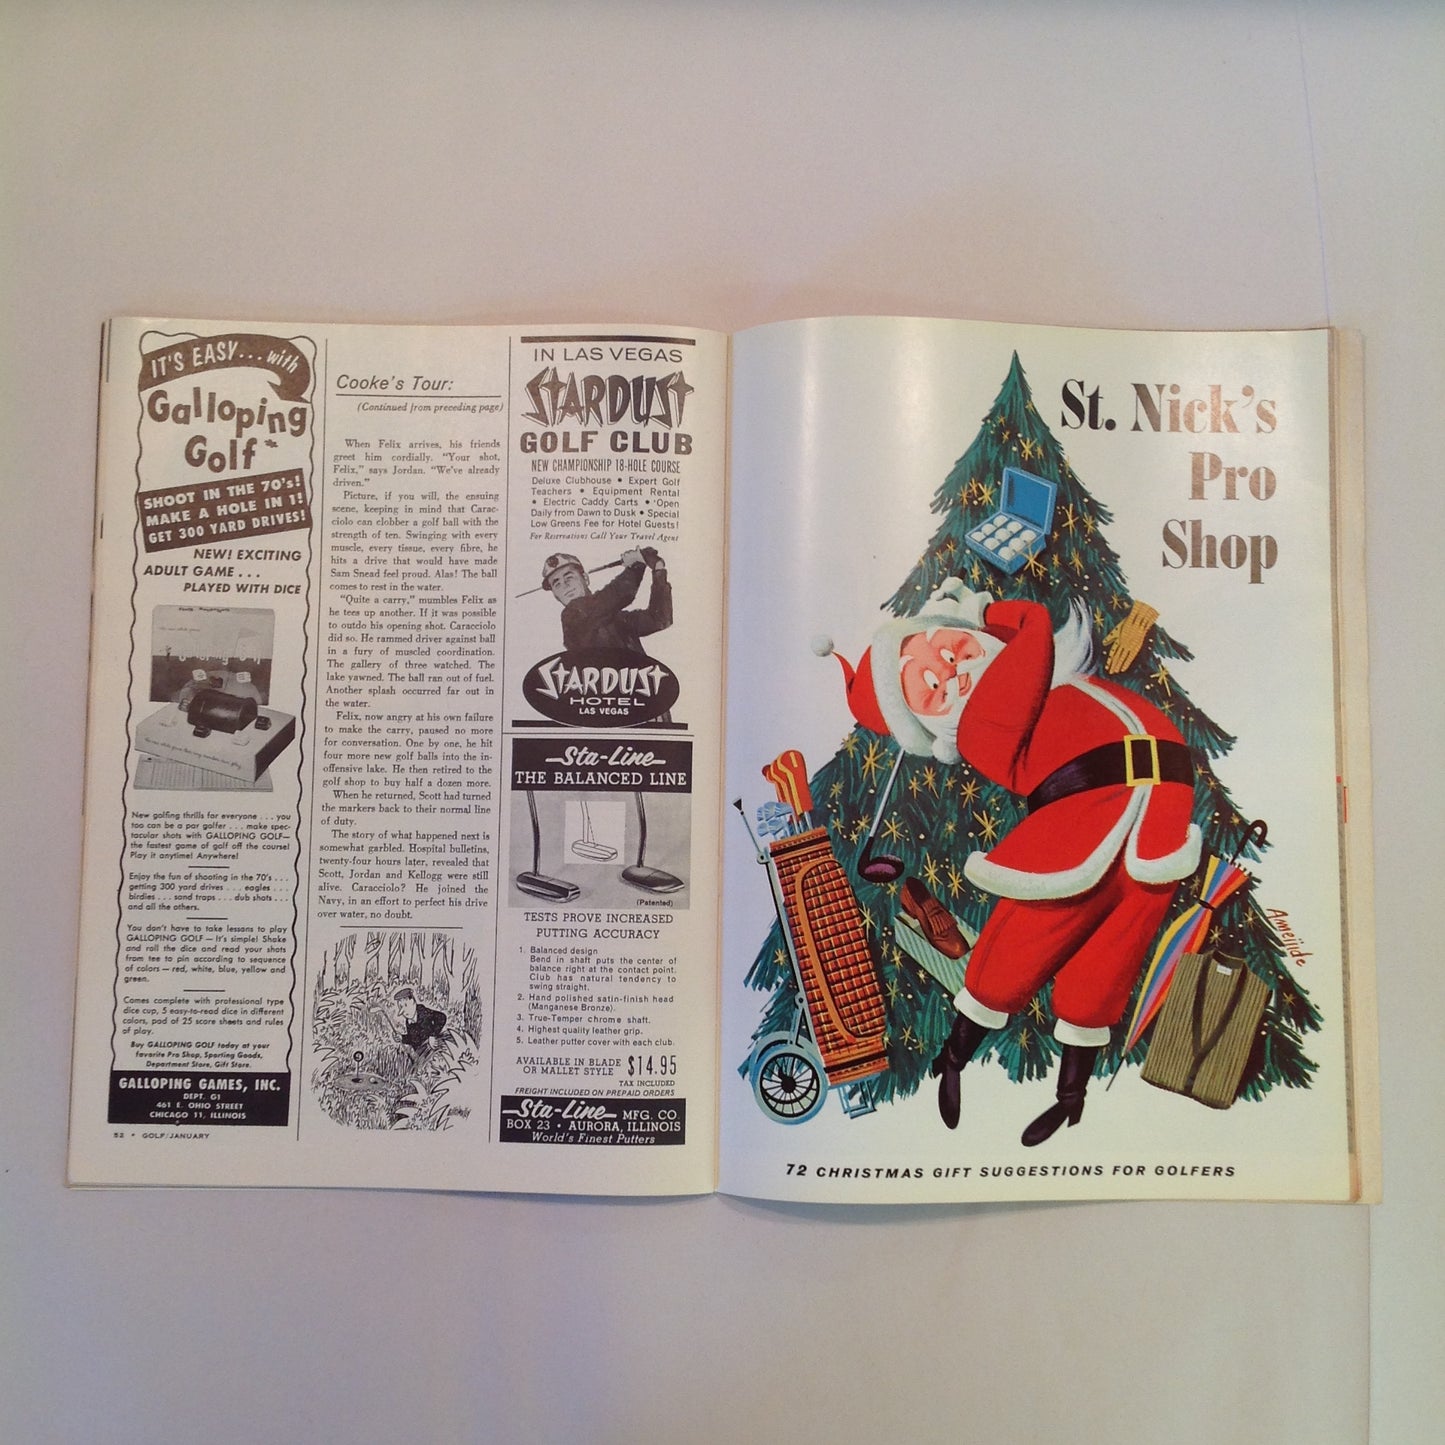 IT'S EASY... with
Galloping
Golf
SHOOT IN THE 70's!
MAKE A HOLE IN 1!
GET 300 YARD DRIVES!
NEW! EXCITING
ADULT GAME . . .
PLAYED WITH DICE
New golfing thrills for everyone . . . you
too can be a par golfer . . . make spec-
tacular shots with GALLOPING GOLF—
the fastest game of golf off the course!
Play it anytime! Anywhere!
Enjoy the fun of shooting in the 70's . . .
getting 300 yard drives . . . eagles . . .
birdies . . . sand traps . . . dub shots . . .
and all the others.
You don't have to take lessons to play
GALLOPING GOLF — it's simple! Shake
and roll the dice and read your shots
from tee to pin according to sequence
of colors — red, white, blue, yellow and
green.
Comes complete with professional type
dice cup, 5 easy-to-read dice in different
colors, pad of 25 score sheets and rules
of play.
Buy GALLOPING GOLF today at your
favorite Pro Shop, Sporting Goods,
Department Store, Gift Store.
GALLOPING GAMES, INC.
DEPT. G1
461 E. OHIO STREET
CHICAGO 11, ILLINOIS
52 • GOLF/JANUARY
Cooke's Tour:
(Continued from preceding page)
When Felix arrives, his friends
greet him cordially. "Your shot,
Felix," says Jordan. "We've already
driven."
Picture, if you will, the ensuing
scene, keeping in mind that Carac-
ciolo can clobber a golf ball with the
strength of ten. Swinging with every
muscle, every tissue, every fibre, he
hits a drive that would have made
Sam Snead feel proud. Alas! The ball
comes to rest in the water.
"Quite a carry," mumbles Felix as
he tees up another. If it was possible
to outdo his opening shot. Caracciolo
did so. He rammed driver against ball
in a fury of muscled coordination.
The gallery of three watched. The
lake yawned. The ball ran out of fuel.
Another splash occurred far out in
the water.
Felix, now angry at his own failure
to make the carry, paused no more
for conversation. One by one, he hit
four more new golf balls into the in-
offensive lake. He then retired to the
golf shop to buy half a dozen more.
When he returned, Scott had turned
the markers back to their normal line
of duty.
The story of what happened next is
somewhat garbled. Hospital bulletins,
twenty-four hours later, revealed that
Scott, Jordan and Kellogg were still
alive. Caracciolo? He joined the
Navy, in an effort to perfect his drive
over water, no doubt.
IN LAS VEGAS
STARDUST
GOLF CLUB
NEW CHAMPIONSHIP 18-HOLE COURSE
Deluxe Clubhouse • Expert Golf
Teachers • Equipment Rental
• Electric Caddy Carts • Open
Daily from Dawn to Dusk • Special
Low Greens Fee for Hotel Guests!
For Reservations Call Your Travel Agent
STARDUST
HOTEL
LAS VEGAS
Sta-Line
THE BALANCED LINE
(Patented)
TESTS PROVE INCREASED
PUTTING ACCURACY
1. Balanced design
Bend in shaft puts the center of
balance right at the contact point.
Club has natural tendency to
swing straight.
2. Hand polished satin-finish head
(Manganese Bronze).
3. True-Temper chrome shaft.
4. Highest quality leather grip.
5. Leather putter cover with each club.
AVAILABLE IN BLADE
OR MALLET STYLE $14.95
TAX INCLUDED
FREIGHT INCLUDED ON PREPAID ORDERS
Sta-Line MFG. CO.
BOX 23 • AURORA, ILLINOIS
World's Finest Putters
St. Nick's
Pro
Shop
Ameijide
72 CHRISTMAS GIFT SUGGESTIONS FOR GOLFERS